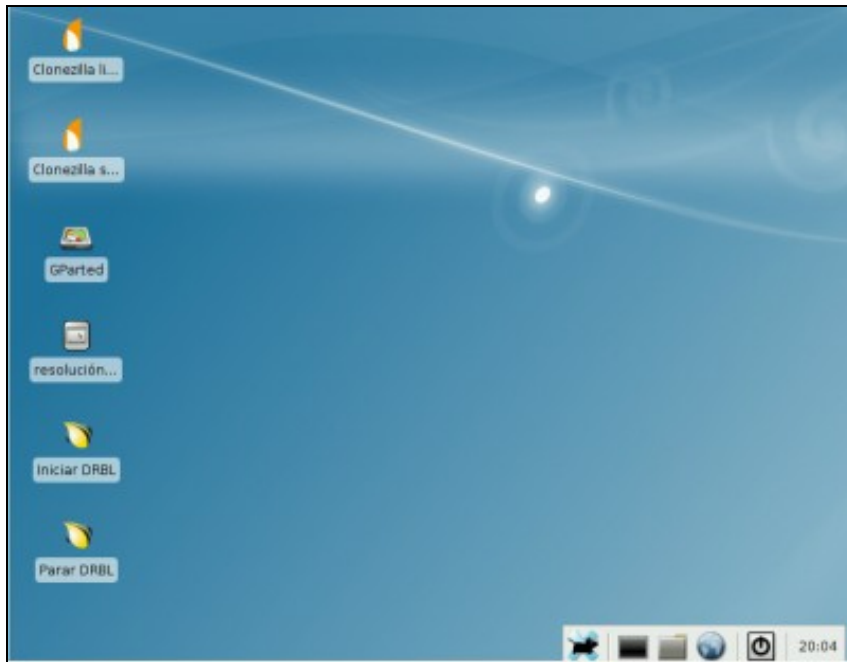 Clonezilla li...
Clonezilla s...
GParted
resolución...
Iniciar DRBL
Parar DRBL
20:04